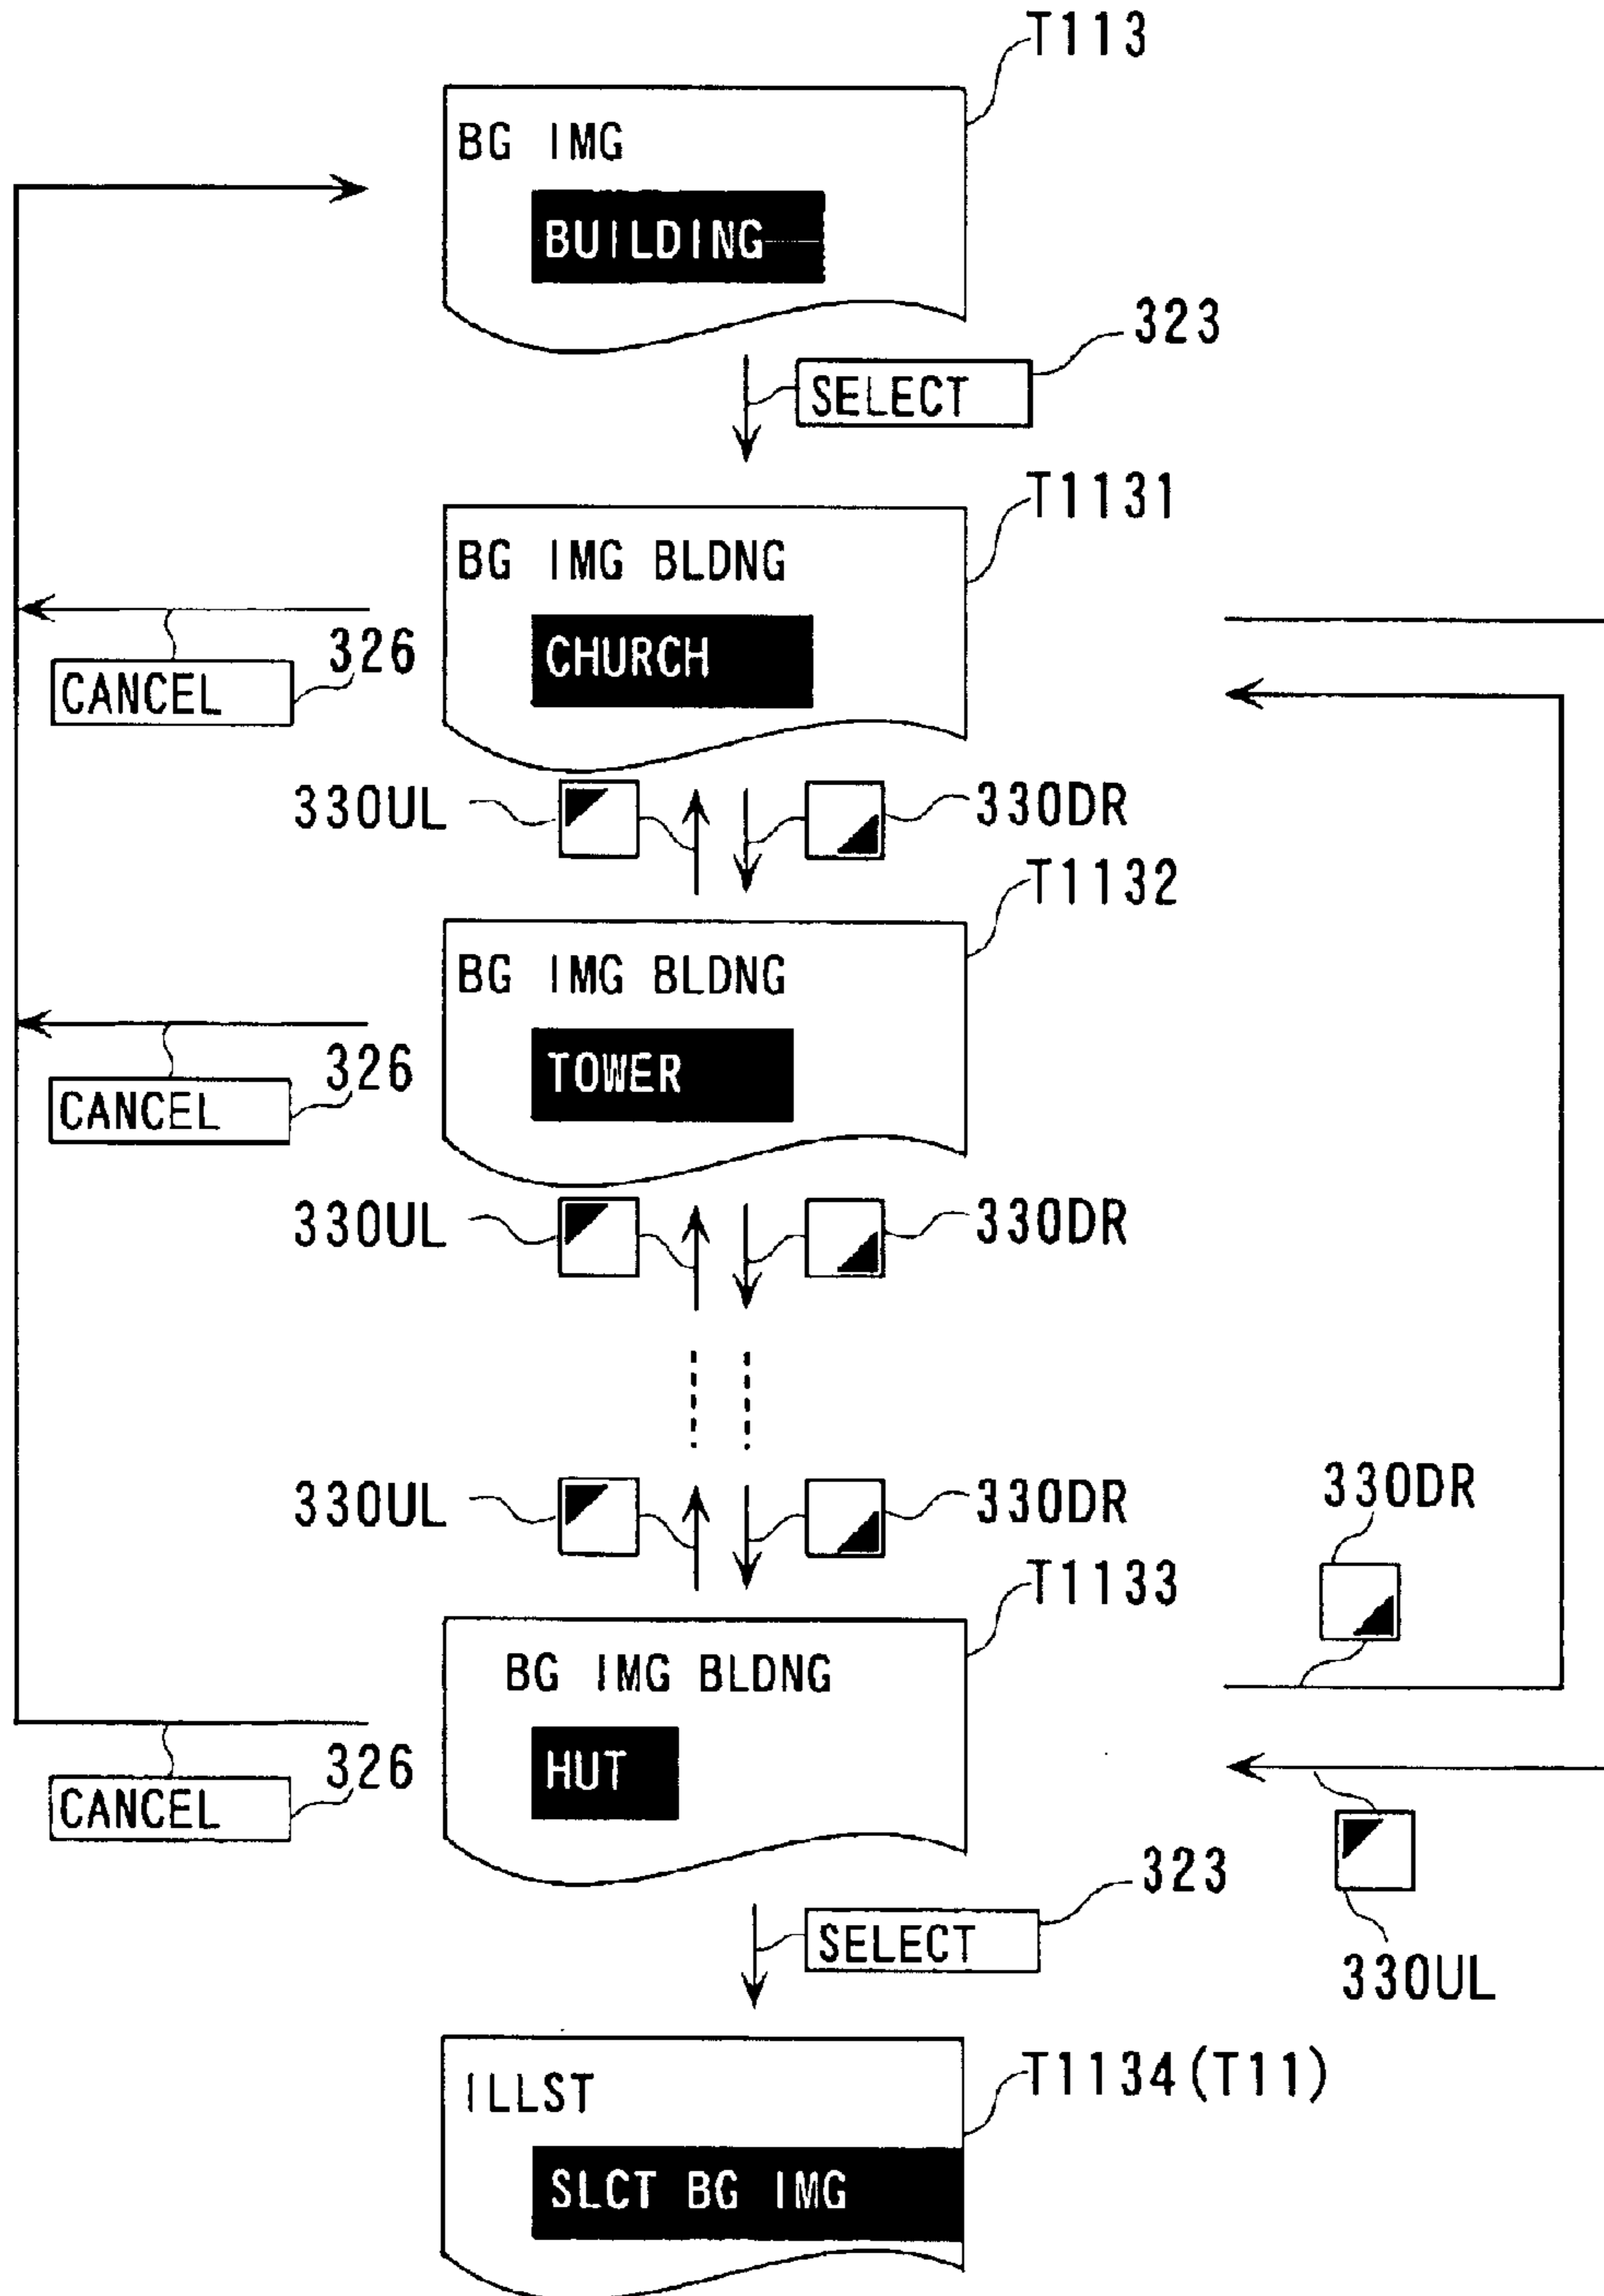 T113
BG IMG
BUILDING
323
SELECT
T1131
BG IMG BLDNG
CHURCH
326
CANCEL
330UL
330DR
T1132
BG IMG BLDNG
TOWER
326
CANCEL
330UL
330DR
330UL
330DR
330DR
T1133
BG IMG BLDNG
HUT
326
CANCEL
323
SELECT
330UL
T1134(T11)
ILLST
SLCT BG IMG